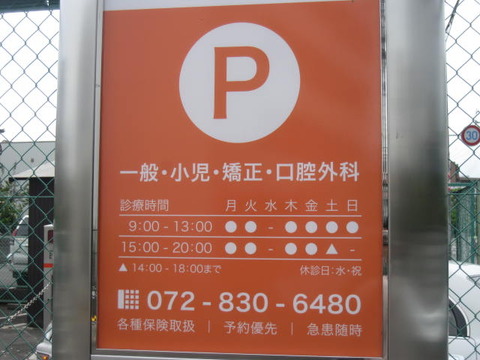 P
一般・小児・矯正・口腔外科
診療時間 月 火 水 木 金 土 日
9:00 - 13:00 ● ● - ● ● ● ●
15:00 - 20:00 ● ● - ● ● ▲ -
▲ 14:00 - 18:00まで 休診日:水・祝
072 - 830 - 6480
各種保険取扱 | 予約優先 | 急患随時
30